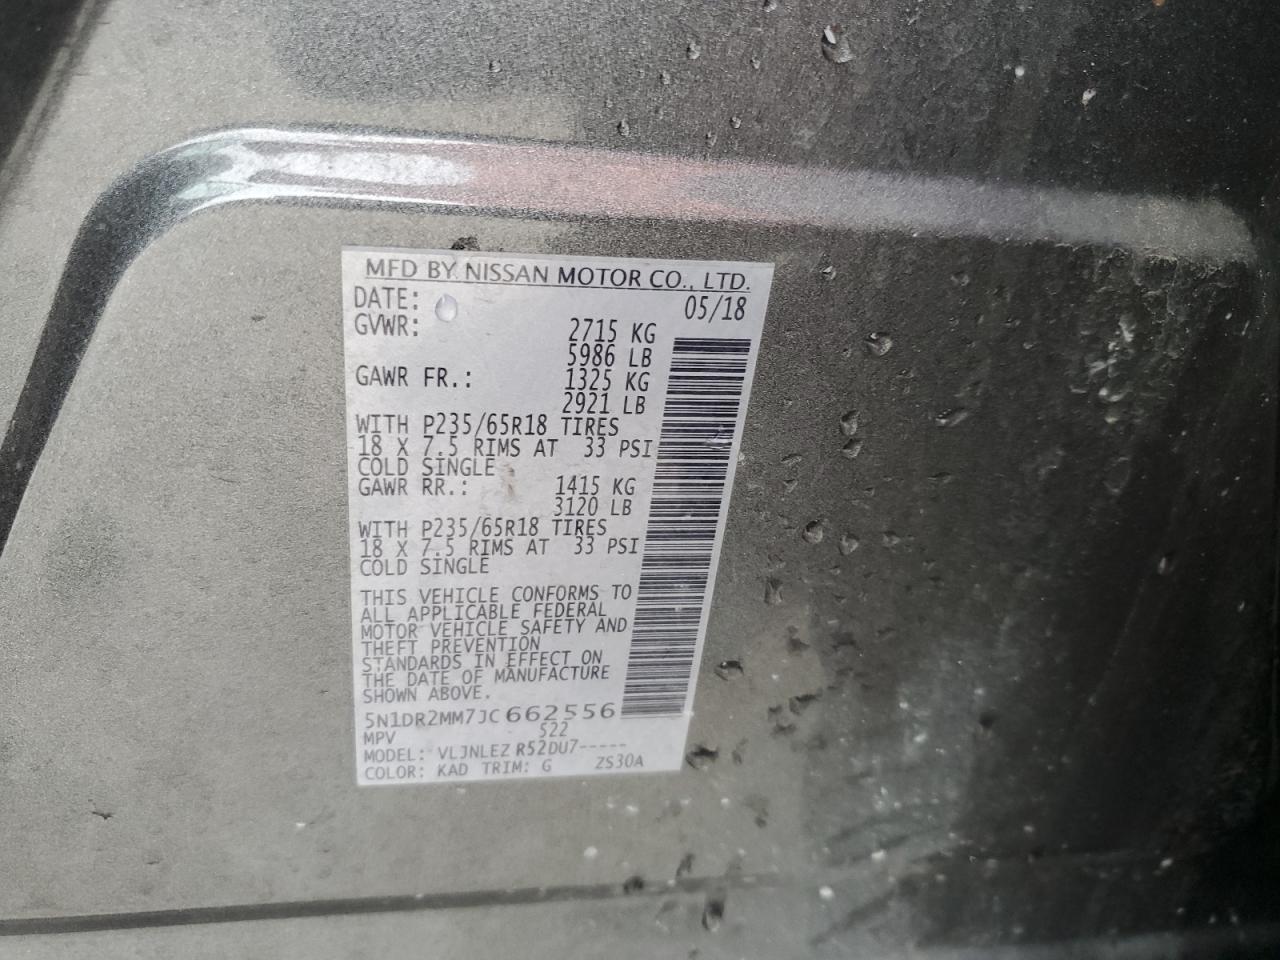 MFD BY NISSAN MOTOR CO., LTD.
DATE: 05/18
GVWR: 2715 KG
5986 LB
GAWR FR.: 1325 KG
2921 LB
WITH P235/65R18 TIRES
18 X 7.5 RIMS AT 33 PSI
COLD SINGLE
GAWR RR.: 1415 KG
3120 LB
WITH P235/65R18 TIRES
18 X 7.5 RIMS AT 33 PSI
COLD SINGLE
THIS VEHICLE CONFORMS TO
ALL APPLICABLE FEDERAL
MOTOR VEHICLE SAFETY AND
THEFT PREVENTION
STANDARDS IN EFFECT ON
THE DATE OF MANUFACTURE
SHOWN ABOVE.
5N1DR2MM7JC662556
MPV 522
MODEL: VLJNLEZ R52DU7-----
COLOR: KAD TRIM: G ZS30A